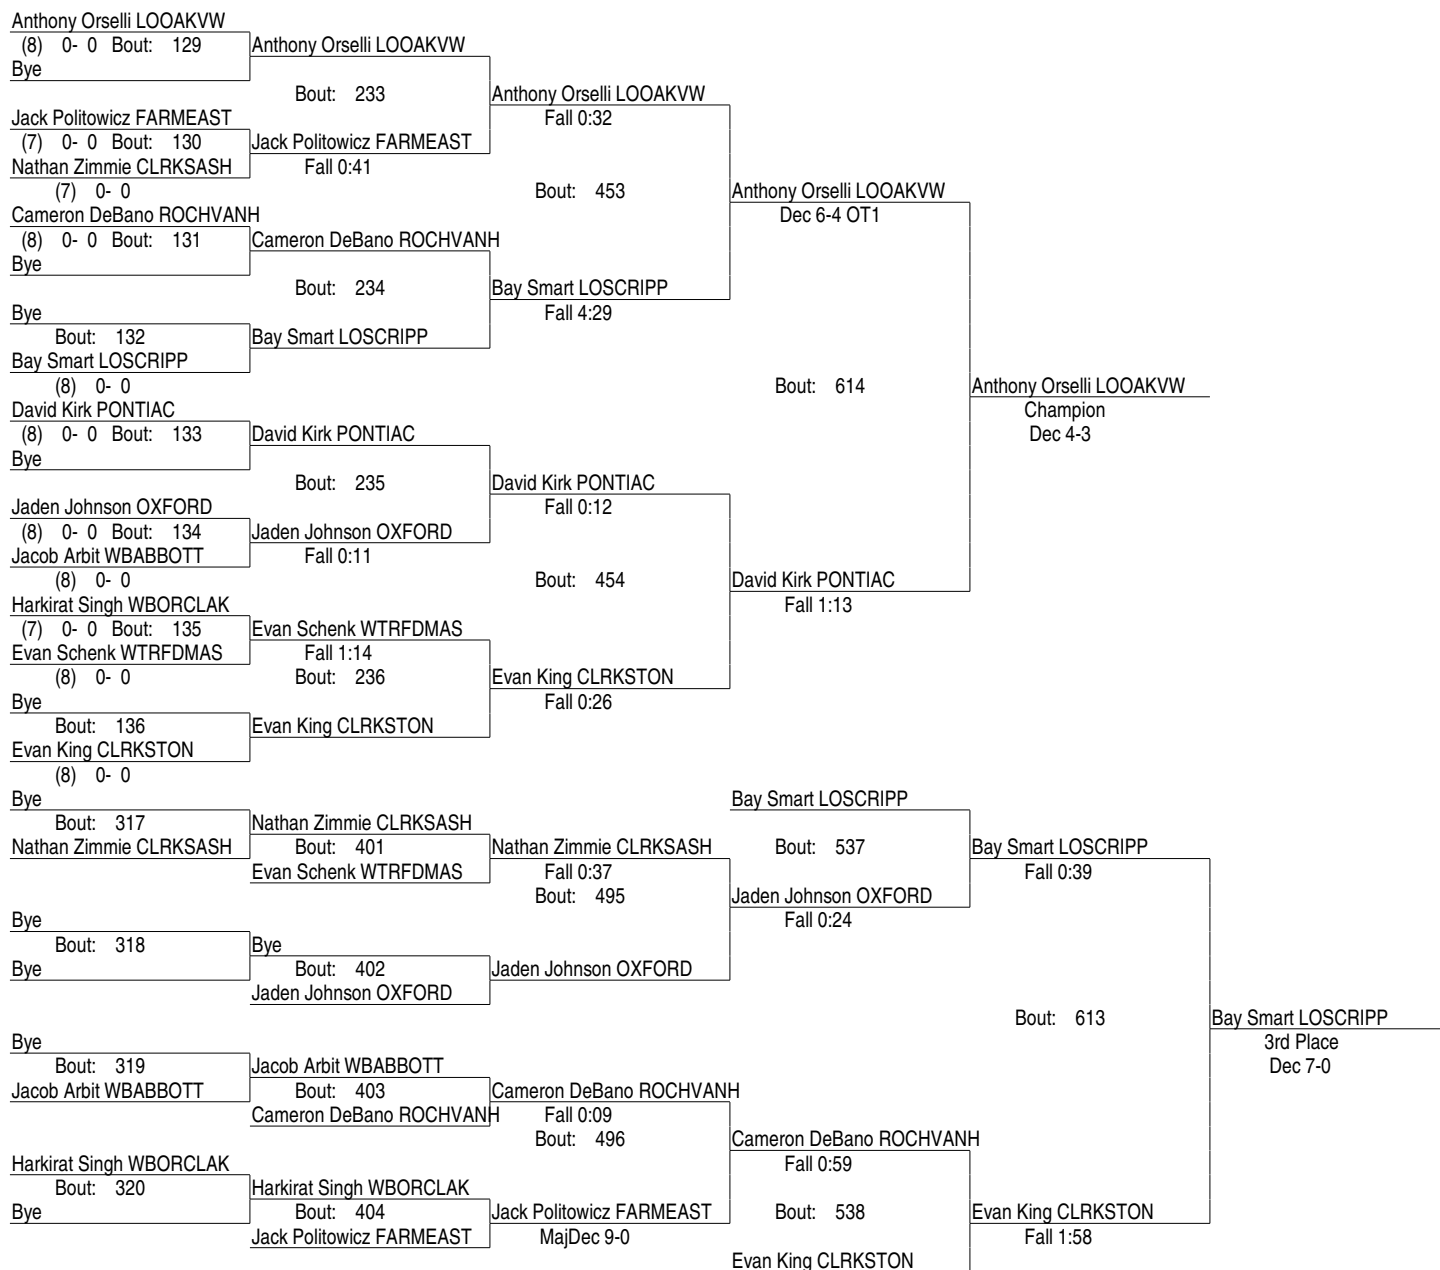 Anthony Orselli LOOAKVW
(8) 0- 0 Bout: 129 Anthony Orselli LOOAKVW
Bye
Bout: 233 Anthony Orselli LOOAKVW
Jack Politowicz FARMEAST Fall 0:32
(7) 0- 0 Bout: 130 Jack Politowicz FARMEAST
Nathan Zimmie CLRKSASH Fall 0:41
(7) 0- 0 Bout: 453 Anthony Orselli LOOAKVW
Cameron DeBano ROCHVANH Dec 6-4 OT1
(8) 0- 0 Bout: 131 Cameron DeBano ROCHVANH
Bye
Bout: 234 Bay Smart LOSCRIPP
Bye Fall 4:29
Bout: 132 Bay Smart LOSCRIPP
Bay Smart LOSCRIPP
(8) 0- 0 Bout: 614 Anthony Orselli LOOAKVW
David Kirk PONTIAC Champion
(8) 0- 0 Bout: 133 David Kirk PONTIAC Dec 4-3
Bye
Bout: 235 David Kirk PONTIAC
Jaden Johnson OXFORD Fall 0:12
(8) 0- 0 Bout: 134 Jaden Johnson OXFORD
Jacob Arbit WBABBOTT Fall 0:11
(8) 0- 0 Bout: 454 David Kirk PONTIAC
Harkirat Singh WBORCLAK Fall 1:13
(7) 0- 0 Bout: 135 Evan Schenk WTRFDMAS
Evan Schenk WTRFDMAS Fall 1:14
(8) 0- 0 Bout: 236 Evan King CLRKSTON
Bye Fall 0:26
Bout: 136 Evan King CLRKSTON
Evan King CLRKSTON
(8) 0- 0
Bye Bay Smart LOSCRIPP
Bout: 317 Nathan Zimmie CLRKSASH
Nathan Zimmie CLRKSASH Bout: 401 Nathan Zimmie CLRKSASH Bout: 537 Bay Smart LOSCRIPP
Evan Schenk WTRFDMAS Fall 0:37 Fall 0:39
Bout: 495 Jaden Johnson OXFORD
Bye Fall 0:24
Bout: 318 Bye
Bye Bout: 402 Jaden Johnson OXFORD
Jaden Johnson OXFORD
Bout: 613 Bay Smart LOSCRIPP
Bye 3rd Place
Bout: 319 Jacob Arbit WBABBOTT Dec 7-0
Jacob Arbit WBABBOTT Bout: 403 Cameron DeBano ROCHVANH
Cameron DeBano ROCHVANH Fall 0:09
Bout: 496 Cameron DeBano ROCHVANH
Harkirat Singh WBORCLAK Fall 0:59
Bout: 320 Harkirat Singh WBORCLAK
Bye Bout: 404 Jack Politowicz FARMEAST Bout: 538 Evan King CLRKSTON
Jack Politowicz FARMEAST MajDec 9-0 Fall 1:58
Evan King CLRKSTON